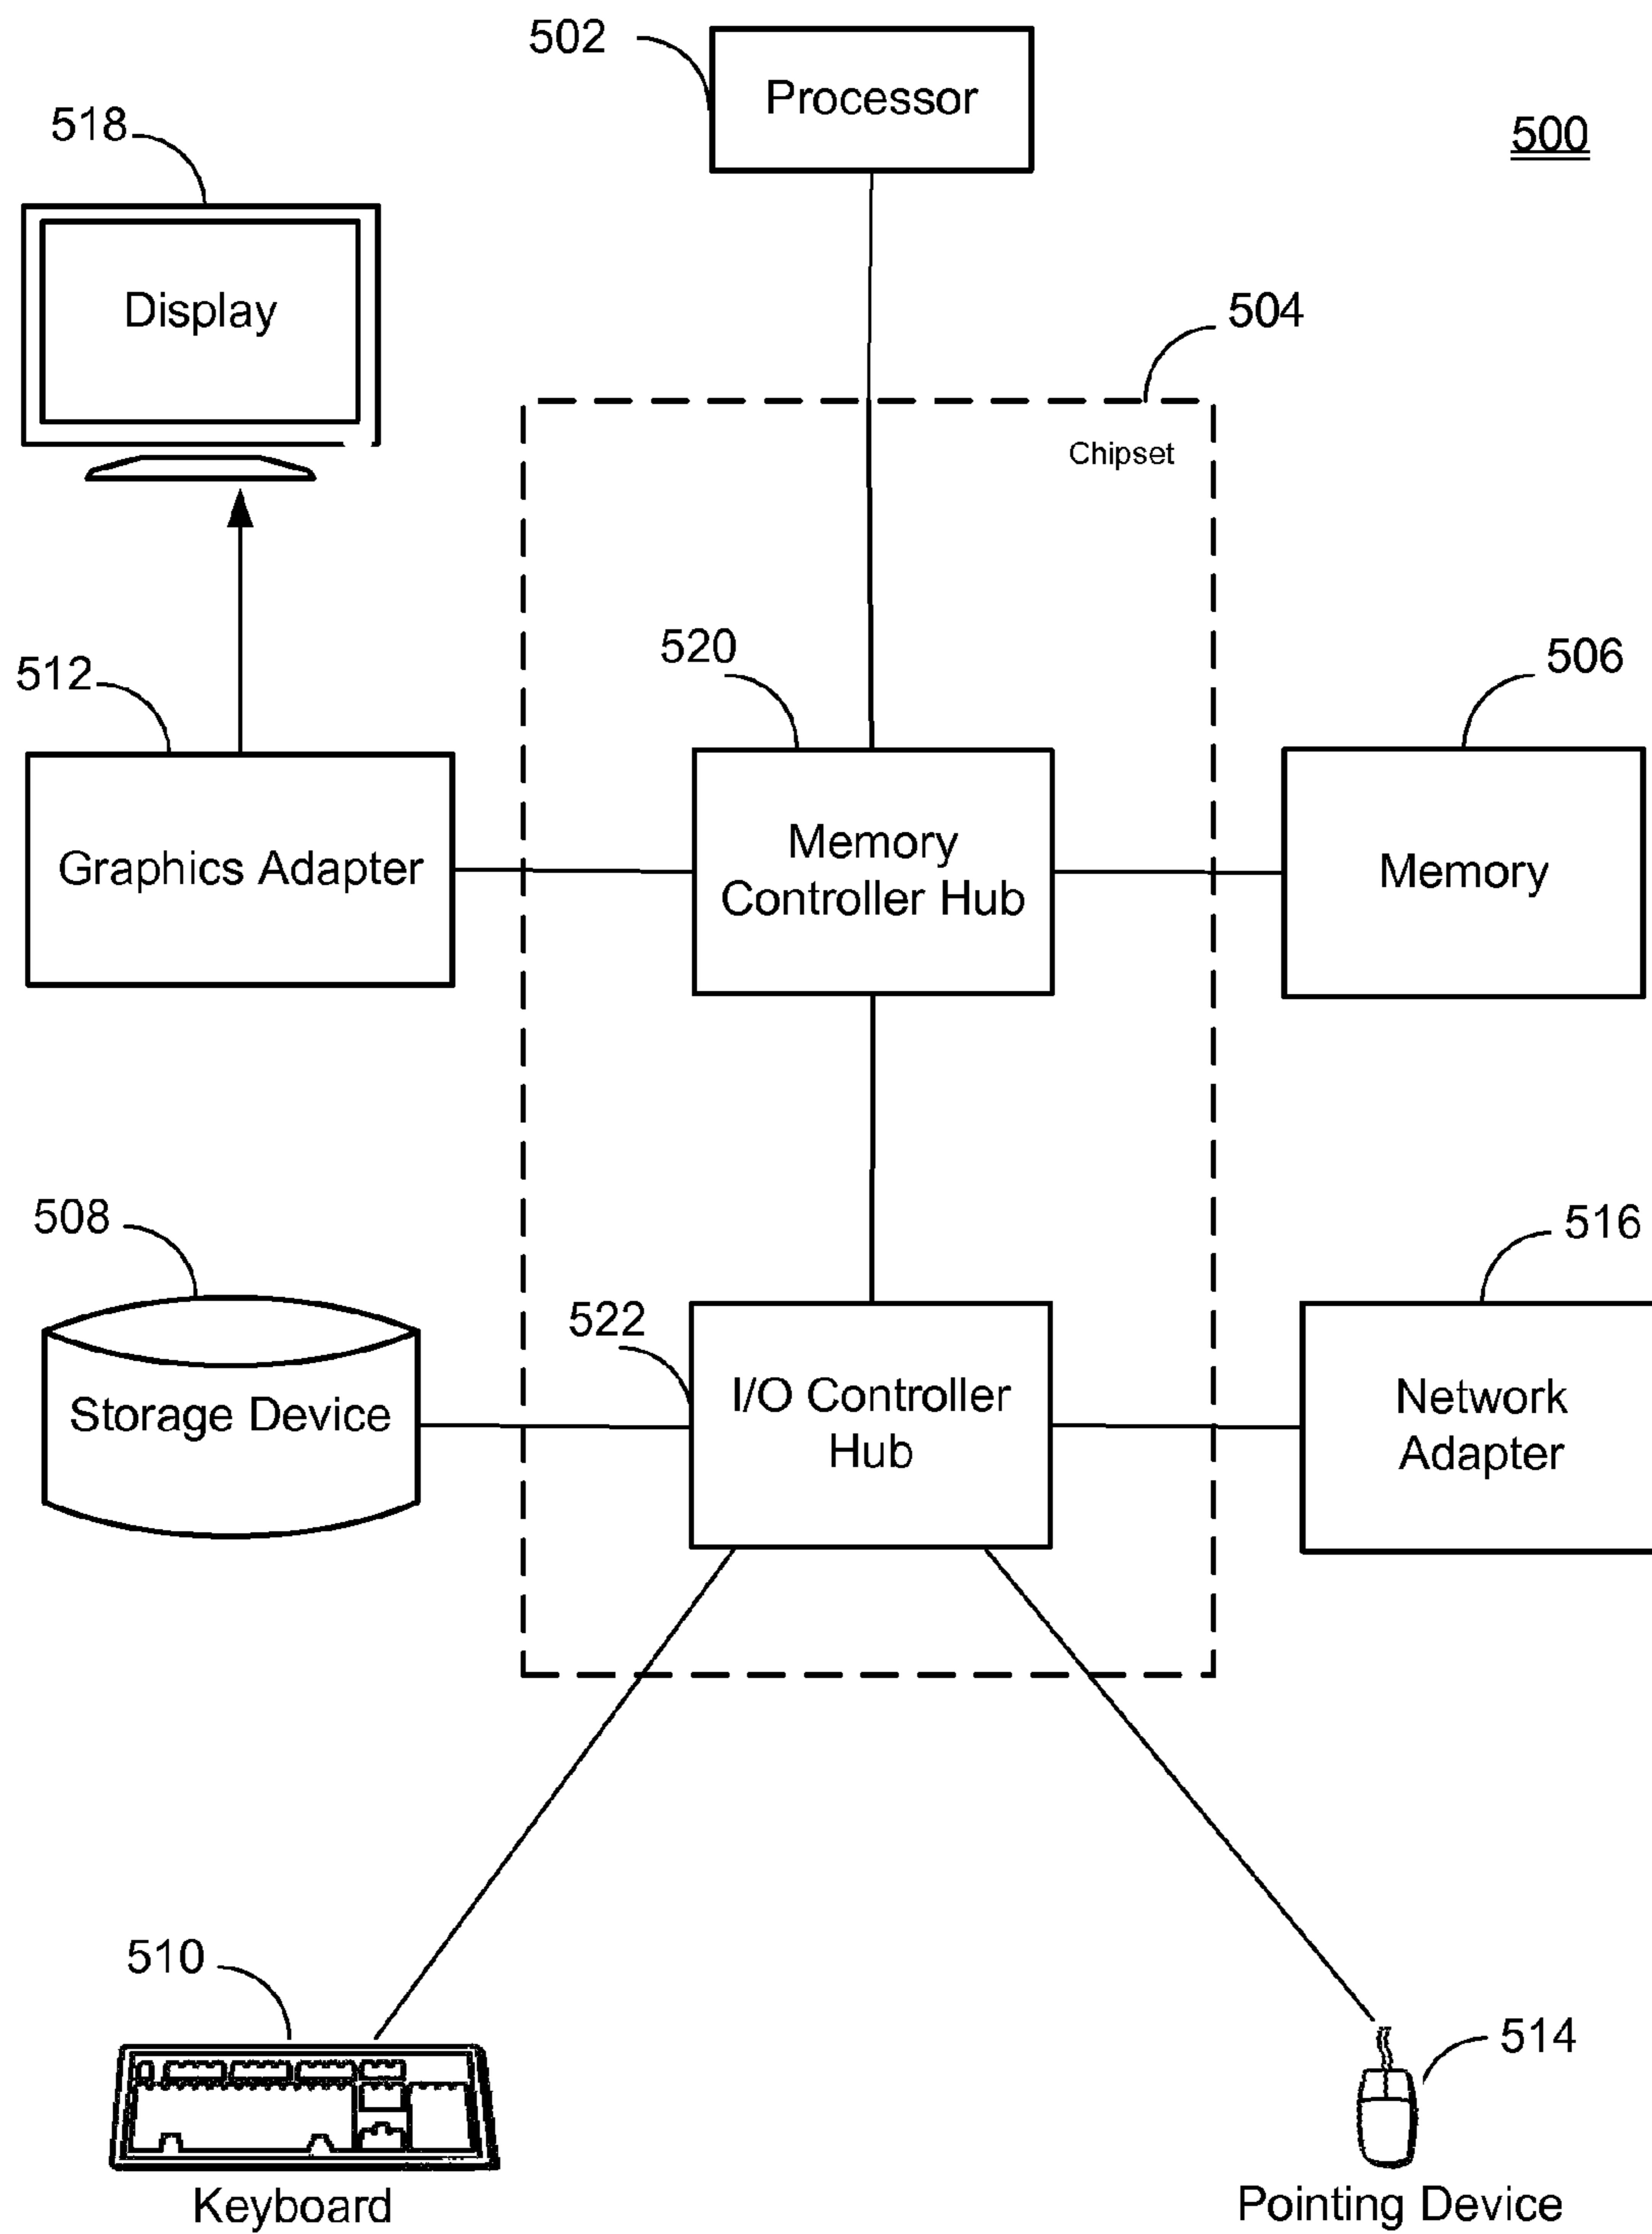 502
Processor
500
518
Display
504
Chipset
520
506
512
Graphics Adapter
Memory
Controller Hub
Memory
508
516
522
Storage Device
I/O Controller
Hub
Network
Adapter
510
514
Keyboard
Pointing Device